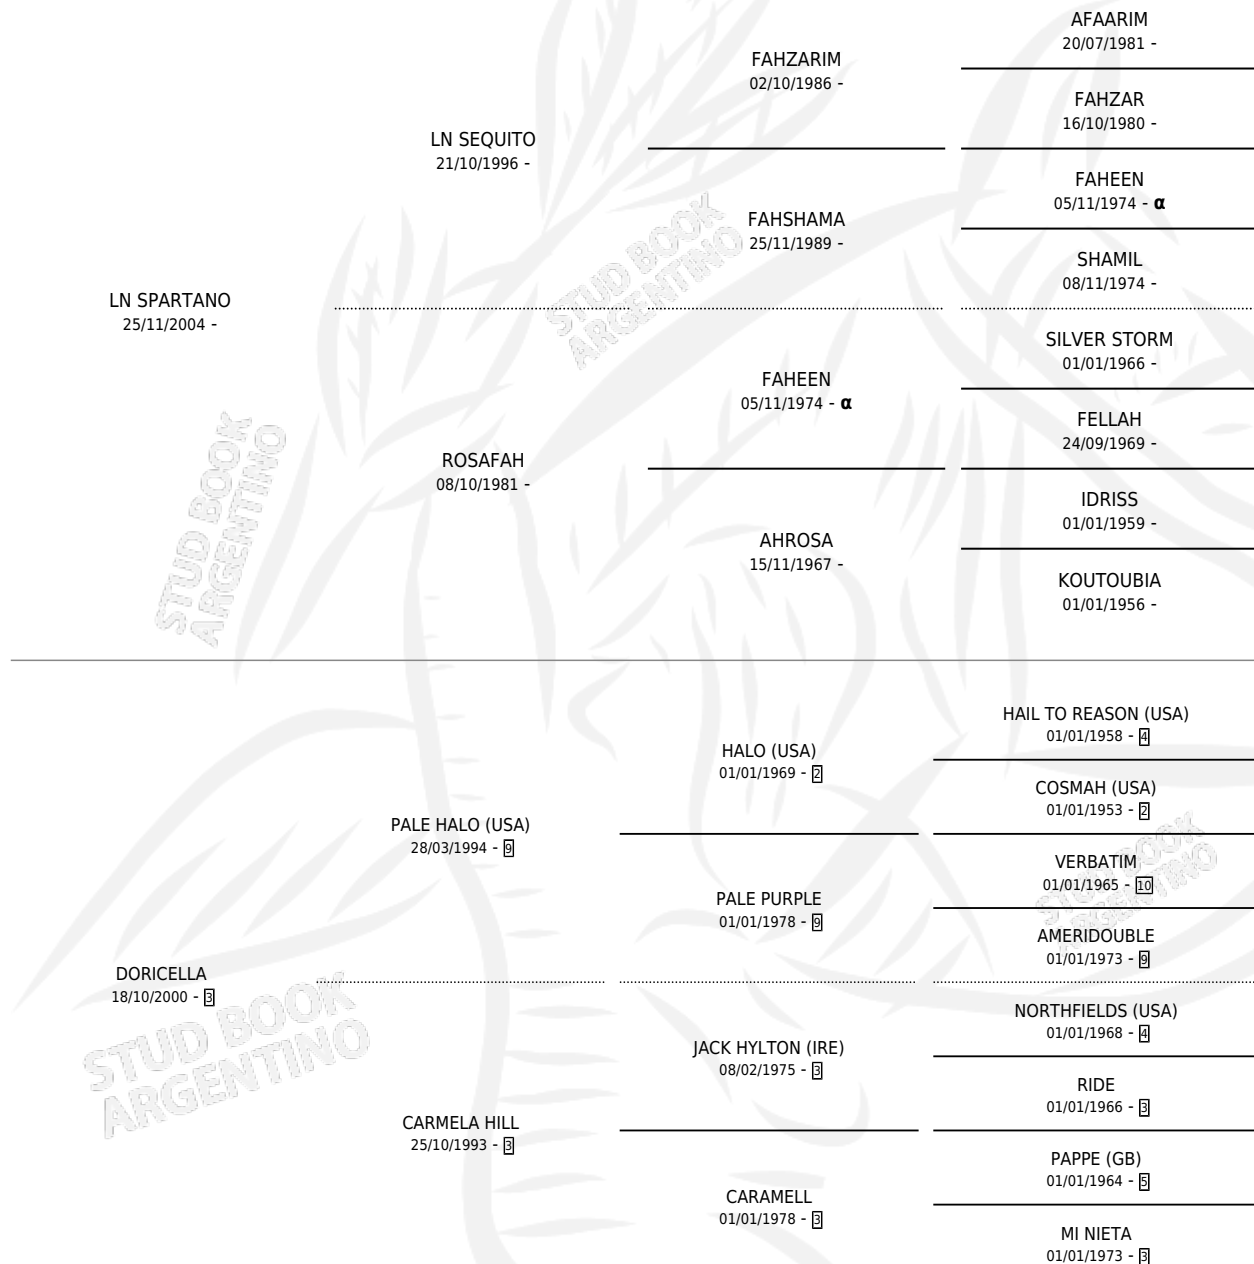 AFAARIM
20/07/1981 -
FAHZARIM
02/10/1986 -
FAHZAR
16/10/1980 -
LN SEQUITO
21/10/1996 -
FAHEEN
05/11/1974 - α
FAHSHAMA
25/11/1989 -
SHAMIL
08/11/1974 -
LN SPARTANO
25/11/2004 -
SILVER STORM
01/01/1966 -
FAHEEN
05/11/1974 - α
FELLAH
24/09/1969 -
ROSAFAH
08/10/1981 -
IDRISS
01/01/1959 -
AHROSA
15/11/1967 -
KOUTOUBIA
01/01/1956 -
HAIL TO REASON (USA)
01/01/1958 - 4
HALO (USA)
01/01/1969 - 2
COSMAH (USA)
01/01/1953 - 2
PALE HALO (USA)
28/03/1994 - 9
VERBATIM
01/01/1965 - 10
PALE PURPLE
01/01/1978 - 9
AMERIDOUBLE
01/01/1973 - 9
DORICELLA
18/10/2000 - 3
NORTHFIELDS (USA)
01/01/1968 - 4
JACK HYLTON (IRE)
08/02/1975 - 3
RIDE
01/01/1966 - 3
CARMELA HILL
25/10/1993 - 3
PAPPE (GB)
01/01/1964 - 5
CARAMELL
01/01/1978 - 3
MI NIETA
01/01/1973 - 3
STUD BOOK
ARGENTINO
STUD BOOK
ARGENTINO
STUD BOOK
ARGENTINO
STUD BOOK
ARGENTINO